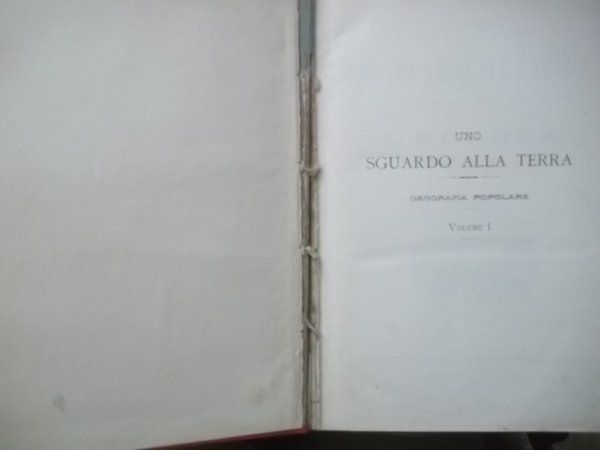 UNO
SGUARDO ALLA TERRA
GEOGRAFIA POPOLARE
VOLUME I.